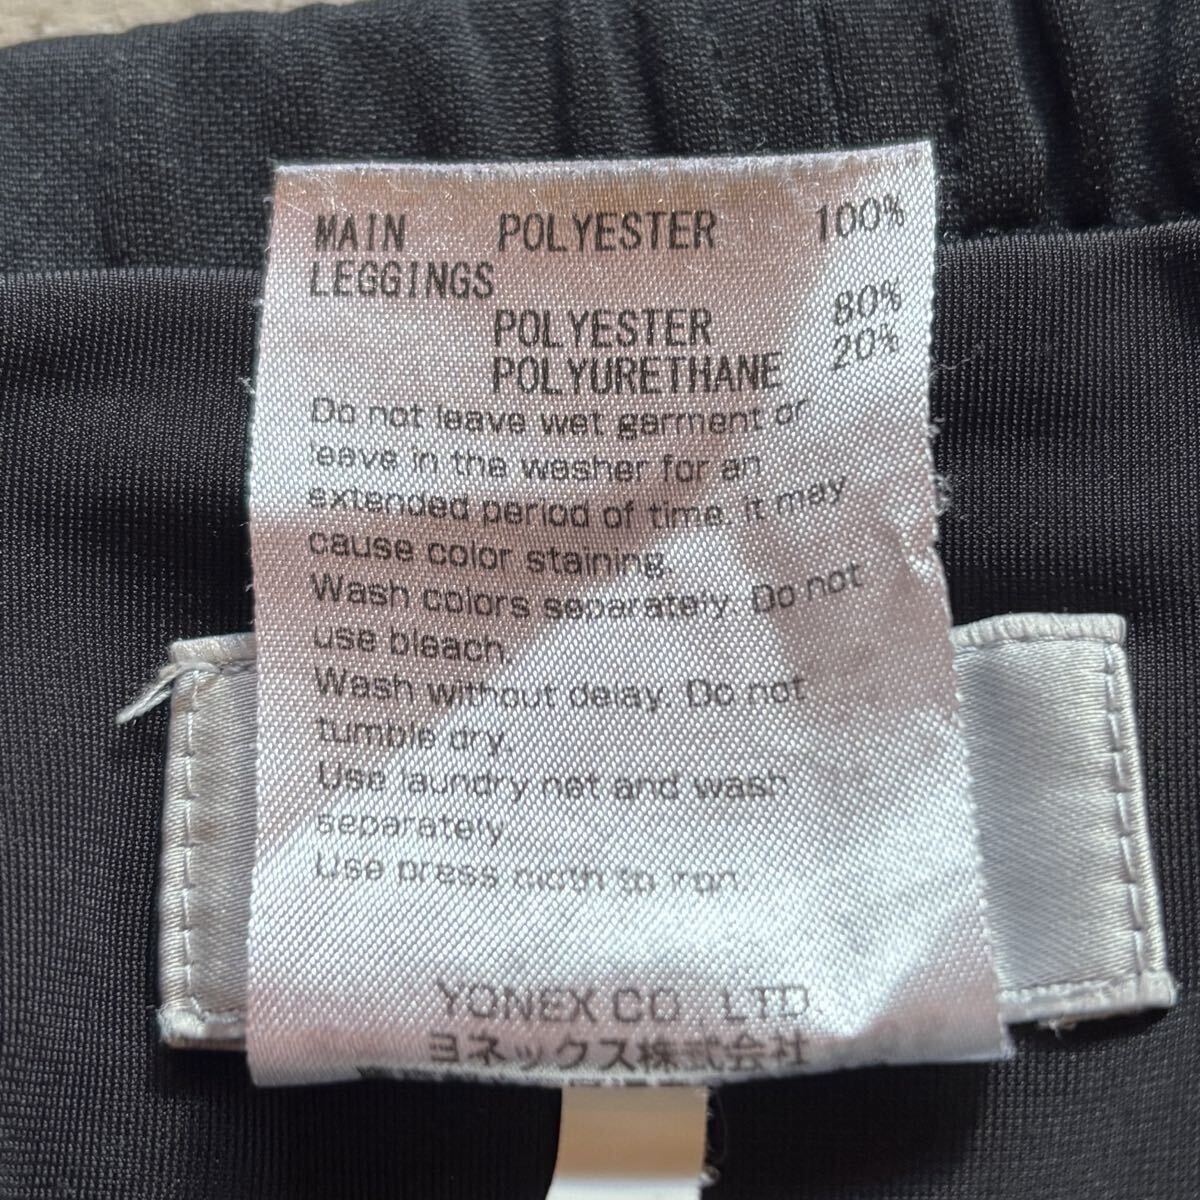 MAIN POLYESTER 100%
LEGGINGS
POLYESTER 80%
POLYURETHANE 20%
Do not leave wet garment or
leave in the washer for an
extended period of time. It may
cause color staining.
Wash colors separately. Do not
use bleach.
Wash without delay. Do not
tumble dry.
Use laundry net and wash
separately.
Use press cloth to iron.
YONEX CO., LTD.
ヨネックス株式会社